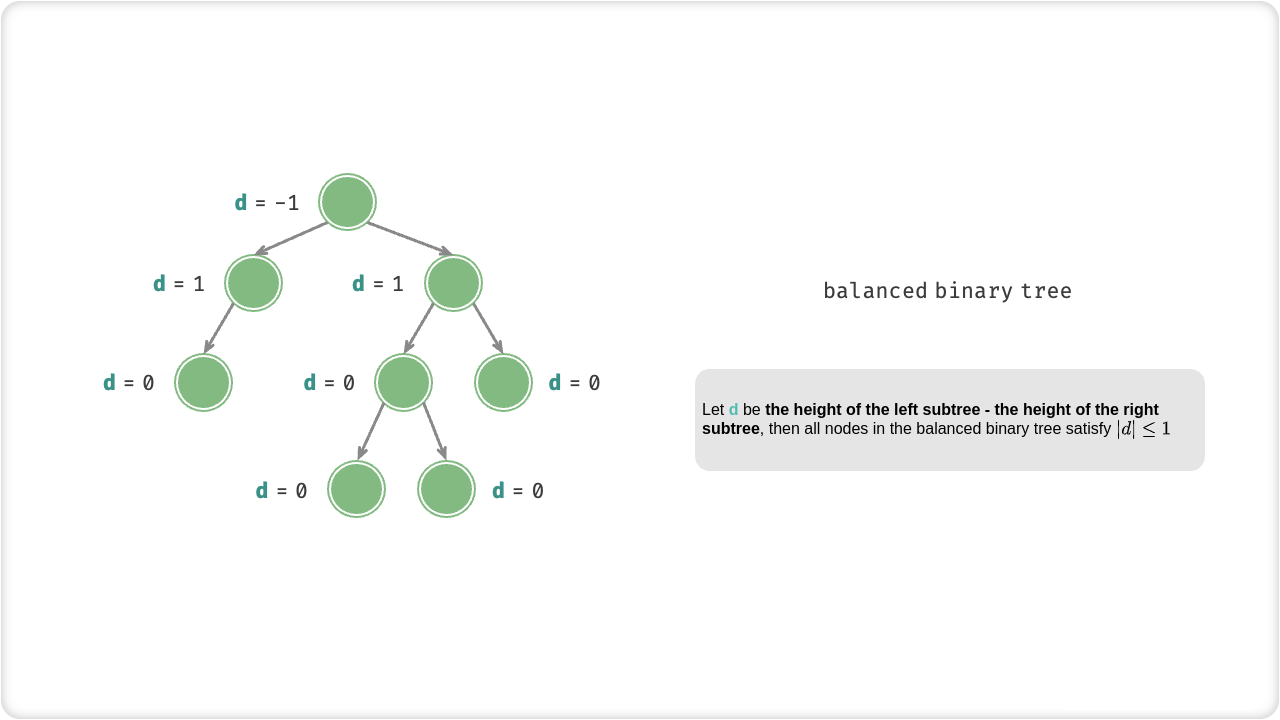 d = -1
d = 1
d = 1
balanced binary tree
d = 0
d = 0
d = 0
Let d be the height of the left subtree - the height of the right
subtree, then all nodes in the balanced binary tree satisfy |d| ≤ 1
d = 0
d = 0